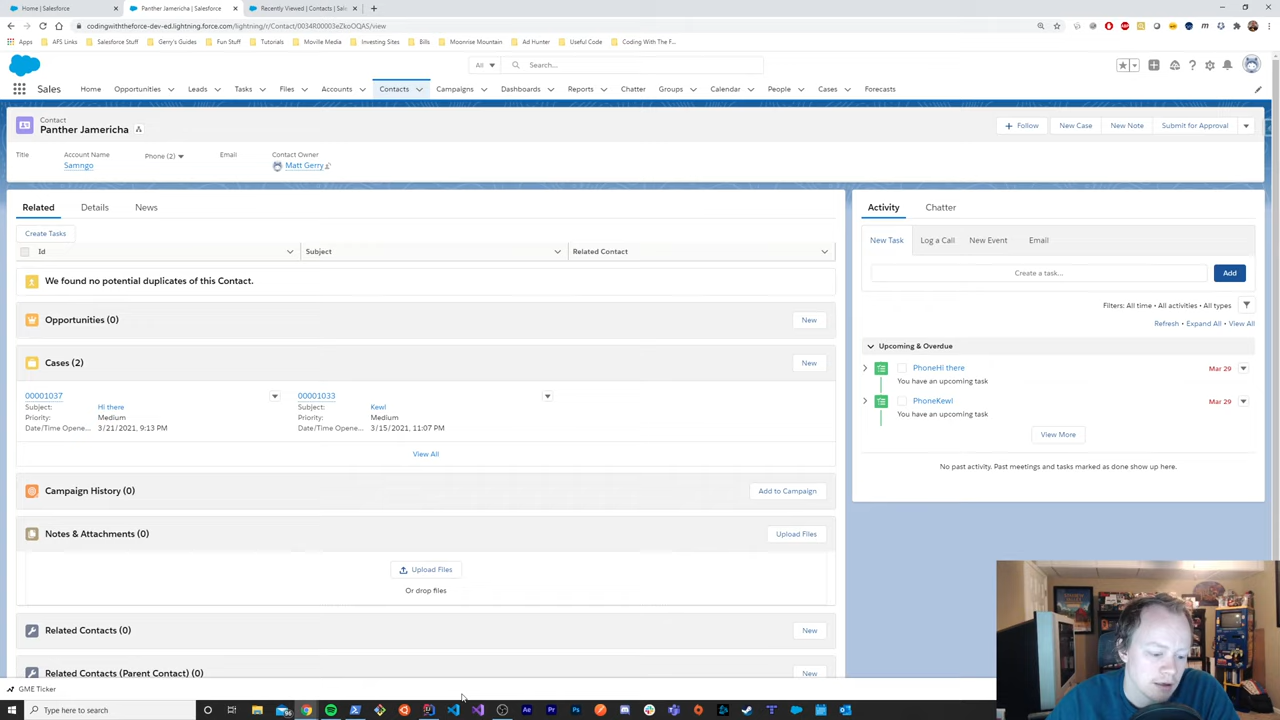 Home | Salesforce
Panther Jamericha | Salesforce
Recently Viewed | Contacts | Sal
codingwiththeforce-dev-ed.lightning.force.com/lightning/r/Contact/0034R00003eZkoOQAS/view
Apps
AFS Links
Salesforce Stuff
Gerry's Guides
Fun Stuff
Tutorials
Moville Media
Investing Sites
Bills
Moonrise Mountain
Ad Hunter
Useful Code
Coding With The F...
All
Search...
Sales
Home
Opportunities
Leads
Tasks
Files
Accounts
Contacts
Campaigns
Dashboards
Reports
Chatter
Groups
Calendar
People
Cases
Forecasts
Contact
Panther Jamericha
Follow
New Case
New Note
Submit for Approval
Title
Account Name
Samngo
Phone (2)
Email
Contact Owner
Matt Gerry
Related
Details
News
Create Tasks
Id
Subject
Related Contact
We found no potential duplicates of this Contact.
Opportunities (0)
New
Cases (2)
New
00001037
Subject:
Hi there
Priority:
Medium
Date/Time Opene...
3/21/2021, 9:13 PM
00001033
Subject:
Kewl
Priority:
Medium
Date/Time Opene...
3/15/2021, 11:07 PM
View All
Campaign History (0)
Add to Campaign
Notes & Attachments (0)
Upload Files
Upload Files
Or drop files
Related Contacts (0)
New
Related Contacts (Parent Contact) (0)
New
Activity
Chatter
New Task
Log a Call
New Event
Email
Create a task...
Add
Filters: All time • All activities • All types
Refresh • Expand All • View All
Upcoming & Overdue
PhoneHi there
Mar 29
You have an upcoming task
PhoneKewl
Mar 29
You have an upcoming task
View More
No past activity. Past meetings and tasks marked as done show up here.
GME Ticker
Type here to search